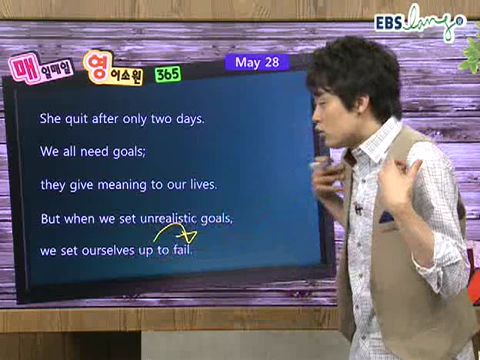 EBS lang
매일매일 영어소원 365
May 28
She quit after only two days.
We all need goals;
they give meaning to our lives.
But when we set unrealistic goals,
we set ourselves up to fail.